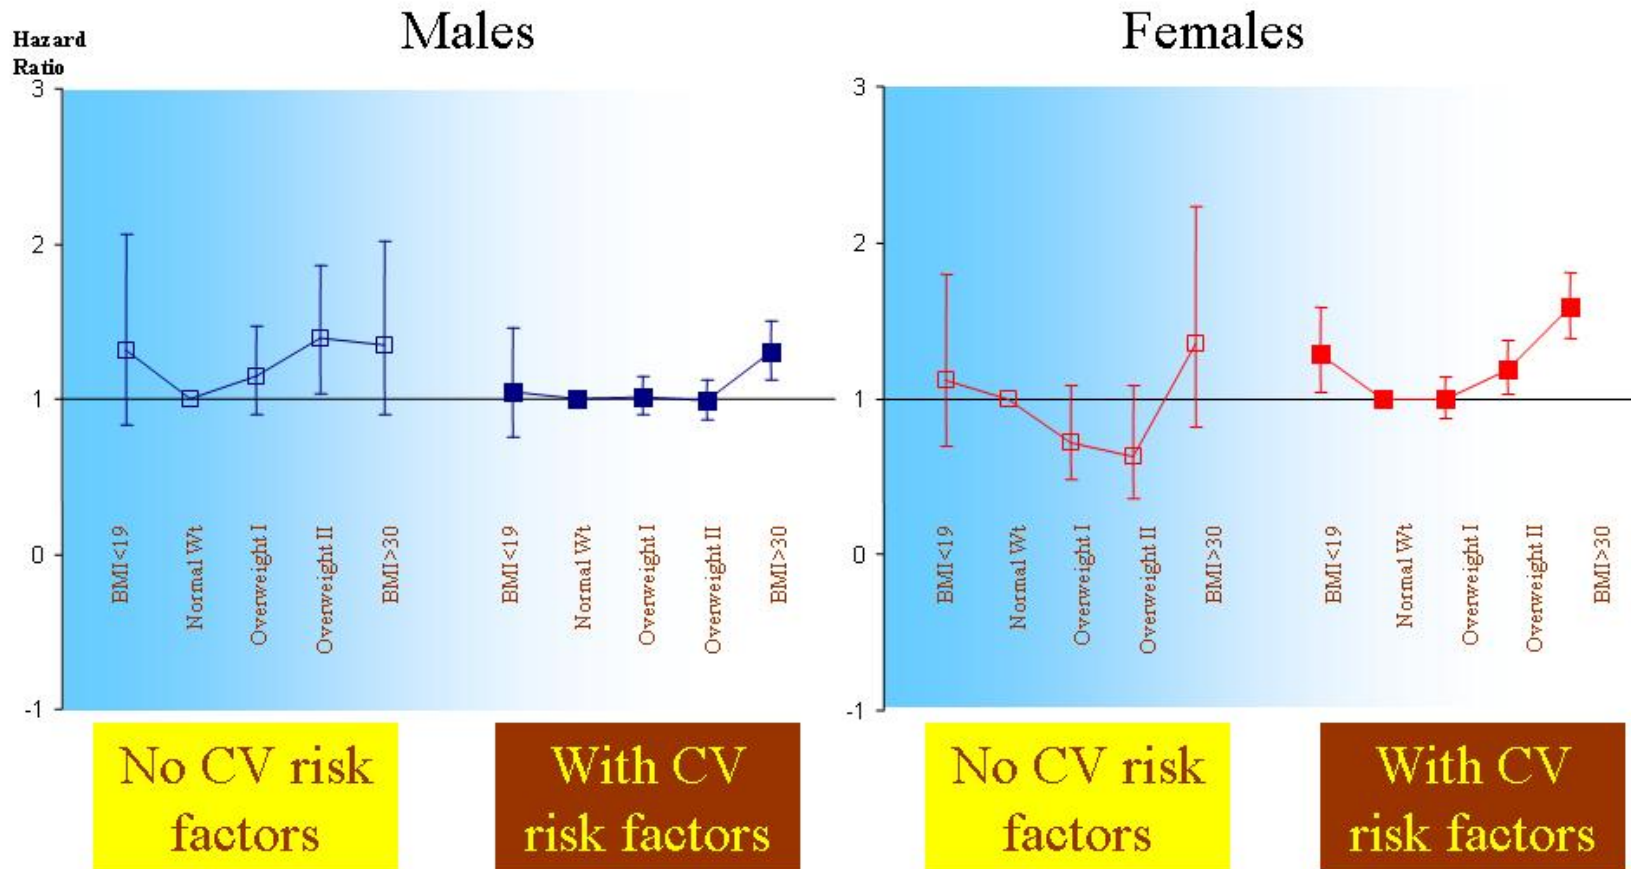 Hazard
Ratio
Males
Females
3
2
1
0
-1
BMI<19
Normal Wt
Overweight I
Overweight II
BMI>30
BMI<19
Normal Wt
Overweight I
Overweight II
BMI>30
3
2
1
0
-1
BMI<19
Normal Wt
Overweight I
Overweight II
BMI>30
BMI<19
Normal Wt
Overweight I
Overweight II
BMI>30
No CV risk
factors
With CV
risk factors
No CV risk
factors
With CV
risk factors